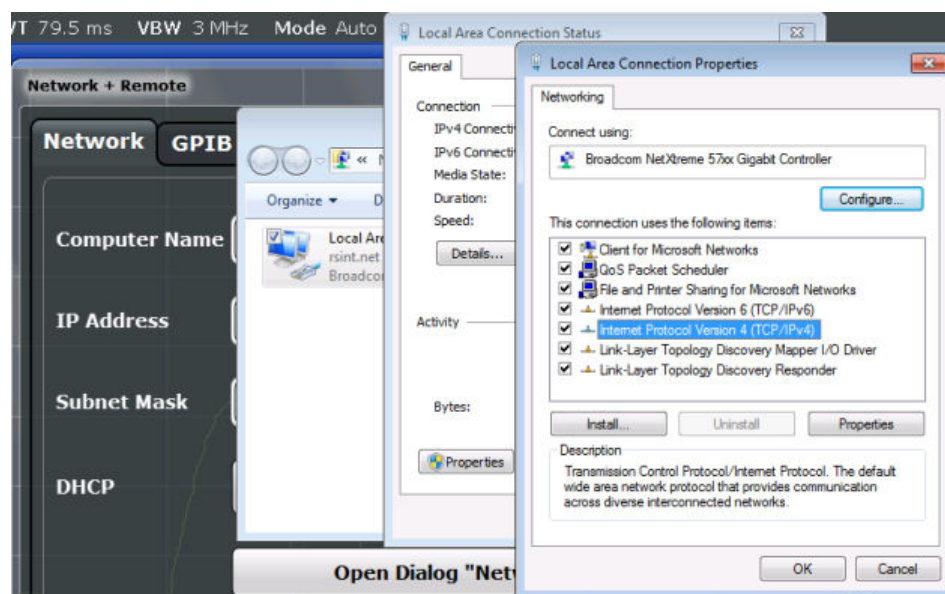 VT 79.5 ms VBW 3 MHz Mode Auto
Network + Remote
Network GPIB
Computer Name
IP Address
Subnet Mask
DHCP
Open Dialog "Netw
«
Organize
D
Local Are
rsint.net
Broadco
Local Area Connection Status
General
Connection
IPv4 Connecti
IPv6 Connecti
Media State:
Duration:
Speed:
Details...
Activity
Bytes:
Properties
Local Area Connection Properties
Networking
Connect using:
Broadcom NetXtreme 57xx Gigabit Controller
Configure...
This connection uses the following items:
Client for Microsoft Networks
QoS Packet Scheduler
File and Printer Sharing for Microsoft Networks
Internet Protocol Version 6 (TCP/IPv6)
Internet Protocol Version 4 (TCP/IPv4)
Link-Layer Topology Discovery Mapper I/O Driver
Link-Layer Topology Discovery Responder
Install... Uninstall Properties
Description
Transmission Control Protocol/Internet Protocol. The default
wide area network protocol that provides communication
across diverse interconnected networks.
OK Cancel